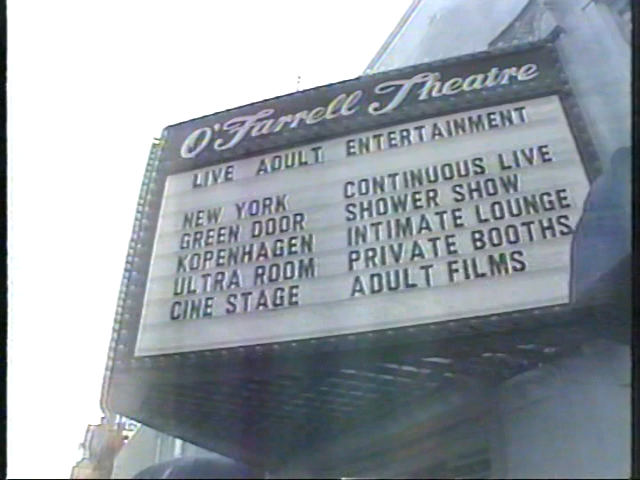 O'Farrell Theatre
LIVE ADULT ENTERTAINMENT
NEW YORK
GREEN DOOR
KOPENHAGEN
ULTRA ROOM
CINE STAGE
CONTINUOUS LIVE
SHOWER SHOW
INTIMATE LOUNGE
PRIVATE BOOTHS
ADULT FILMS